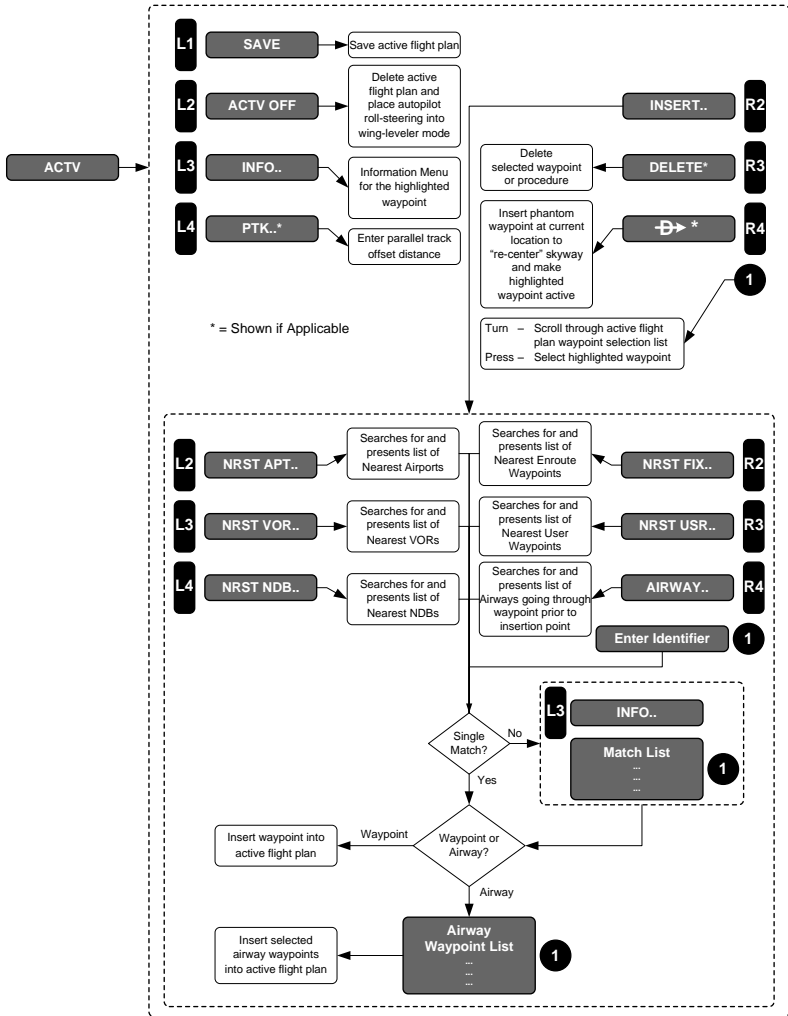 L1
SAVE
Save active flight plan
L2
ACTV OFF
Delete active
flight plan and
place autopilot
roll-steering into
wing-leveler mode
INSERT..
R2
ACTV
L3
INFO..
Information Menu
for the highlighted
waypoint
Delete
selected waypoint
or procedure
DELETE*
R3
L4
PTK..*
Enter parallel track
offset distance
Insert phantom
waypoint at current
location to
“re-center” skyway
and make
highlighted
waypoint active
D *
R4
1
* = Shown if Applicable
Turn – Scroll through active flight
plan waypoint selection list
Press – Select highlighted waypoint
L2
NRST APT..
Searches for and
presents list of
Nearest Airports
Searches for and
presents list of
Nearest Enroute
Waypoints
NRST FIX..
R2
L3
NRST VOR..
Searches for and
presents list of
Nearest VORs
Searches for and
presents list of
Nearest User
Waypoints
NRST USR..
R3
L4
NRST NDB..
Searches for and
presents list of
Nearest NDBs
Searches for and
presents list of
Airways going through
waypoint prior to
insertion point
AIRWAY..
R4
Enter Identifier
1
L3
INFO..
Single
Match?
No
Match List
...
...
...
1
Yes
Insert waypoint into
active flight plan
Waypoint
Waypoint or
Airway?
Airway
Insert selected
airway waypoints
into active flight plan
Airway
Waypoint List
...
...
...
1